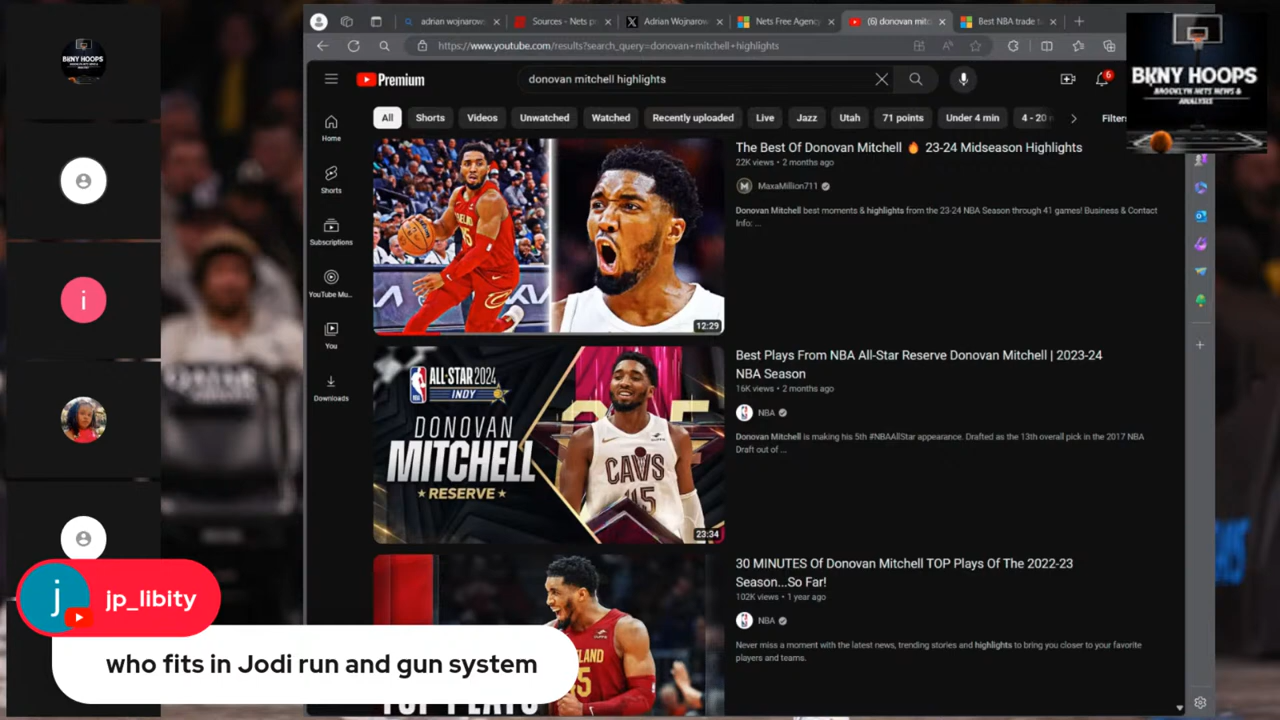 adrian wojnarows
Sources - Nets p
Adrian Wojnarow
Nets Free Agency
(6) donovan mitc
Best NBA trade t
https://www.youtube.com/results?search_query=donovan+mitchell+highlights
BKNY HOOPS
BROOKLYN NETS NEWS &
ANALYSIS
BKNY
HOOPS
Premium
donovan mitchell highlights
6
All
Shorts
Videos
Unwatched
Watched
Recently uploaded
Live
Jazz
Utah
71 points
Under 4 min
4 - 20
Filters
Home
Shorts
Subscriptions
YouTube Mu...
You
Downloads
The Best Of Donovan Mitchell 🔥 23-24 Midseason Highlights
22K views • 2 months ago
M
MaxaMillion711
Donovan Mitchell best moments & highlights from the 23-24 NBA Season through 41 games! Business & Contact
Info: ...
12:29
i
ALL-STAR 2024
INDY
DONOVAN
MITCHELL
RESERVE
CAVS
15
23:34
Best Plays From NBA All-Star Reserve Donovan Mitchell | 2023-24
NBA Season
16K views • 2 months ago
NBA
Donovan Mitchell is making his 5th #NBAAllStar appearance. Drafted as the 13th overall pick in the 2017 NBA
Draft out of ...
30 MINUTES Of Donovan Mitchell TOP Plays Of The 2022-23
Season...So Far!
102K views • 1 year ago
NBA
Never miss a moment with the latest news, trending stories and highlights to bring you closer to your favorite
players and teams.
TOP PLAYS
j
jp_libity
who fits in Jodi run and gun system